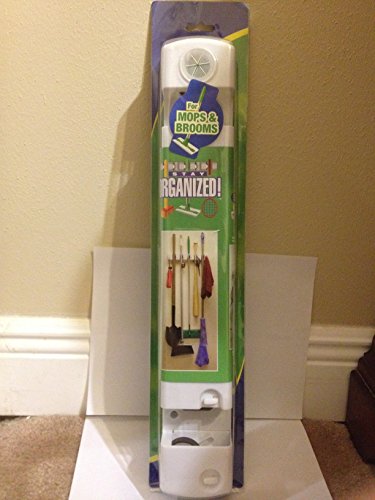 For
MOPS &
BROOMS
STAY
RGANIZED!